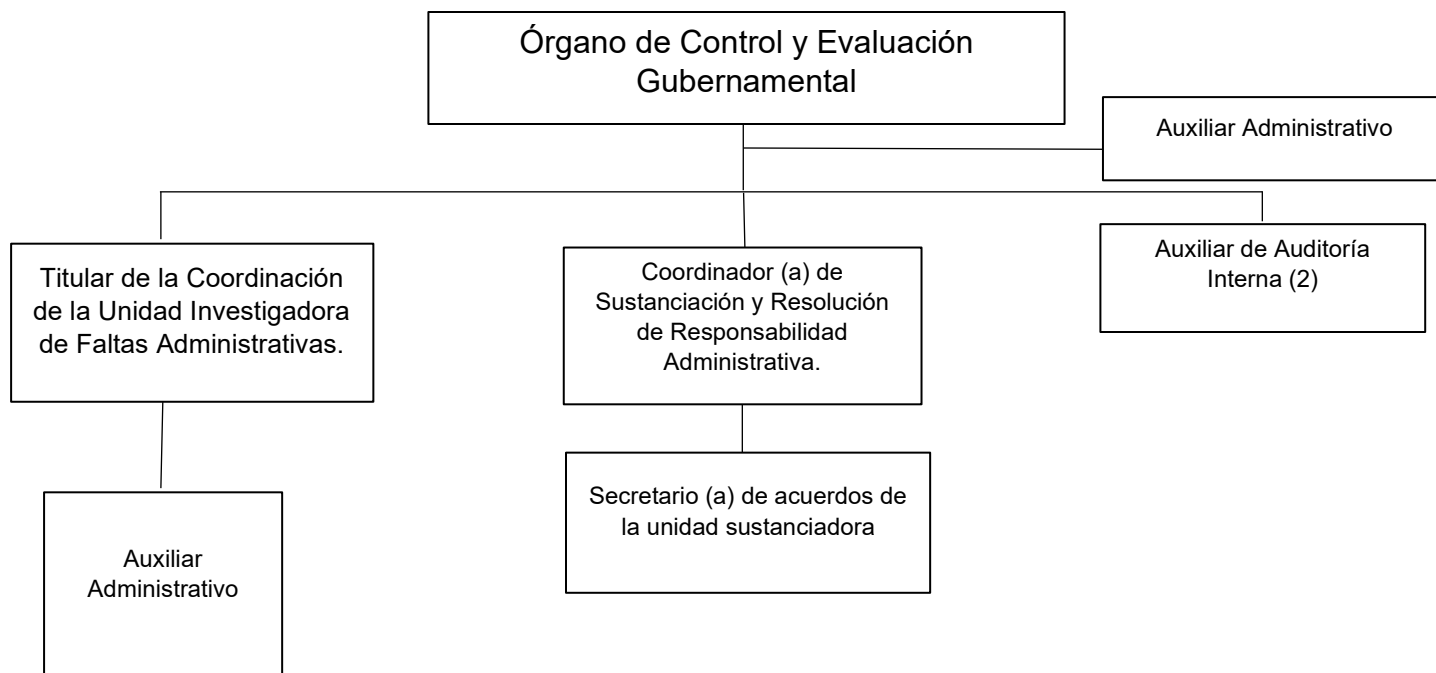 Órgano de Control y Evaluación
Gubernamental
Auxiliar Administrativo
Titular de la Coordinación
de la Unidad Investigadora
de Faltas Administrativas.
Coordinador (a) de
Sustanciación y Resolución
de Responsabilidad
Administrativa.
Auxiliar de Auditoría
Interna (2)
Auxiliar
Administrativo
Secretario (a) de acuerdos de
la unidad sustanciadora